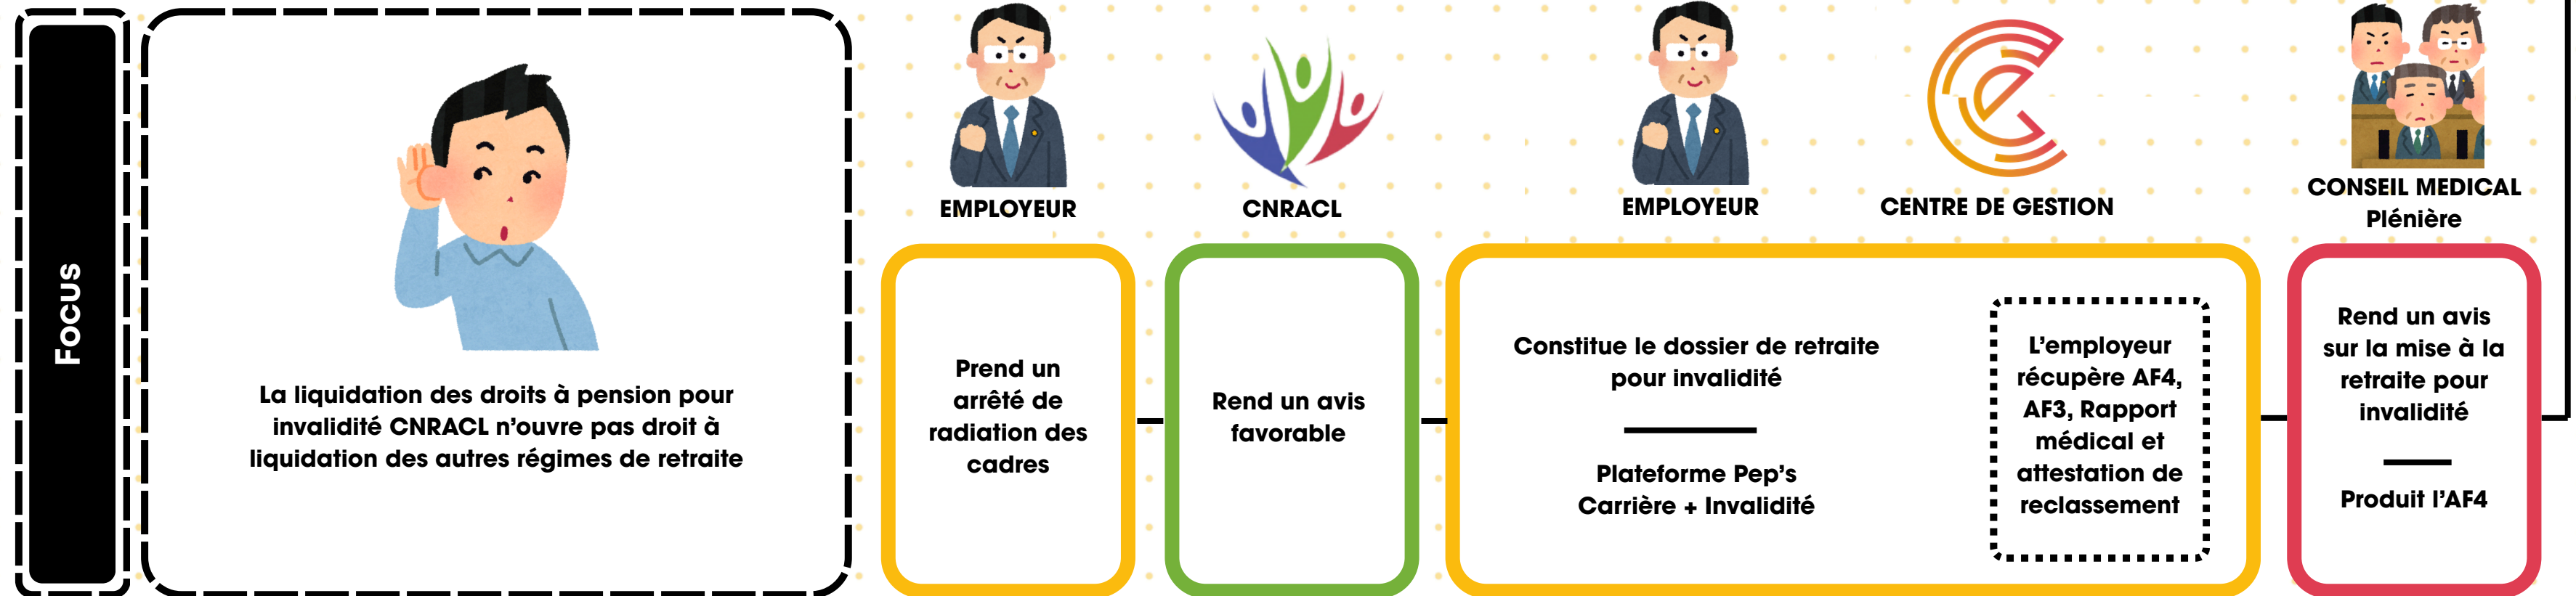 Focus
La liquidation des droits à pension pour
invalidité CNRACL n'ouvre pas droit à
liquidation des autres régimes de retraite
EMPLOYEUR
Prend un
arrêté de
radiation des
cadres
CNRACL
Rend un avis
favorable
EMPLOYEUR
CENTRE DE GESTION
Constitue le dossier de retraite
pour invalidité
Plateforme Pep's
Carrière + Invalidité
L'employeur
récupère AF4,
AF3, Rapport
médical et
attestation de
reclassement
CONSEIL MEDICAL
Plénière
Rend un avis
sur la mise à la
retraite pour
invalidité
Produit l'AF4